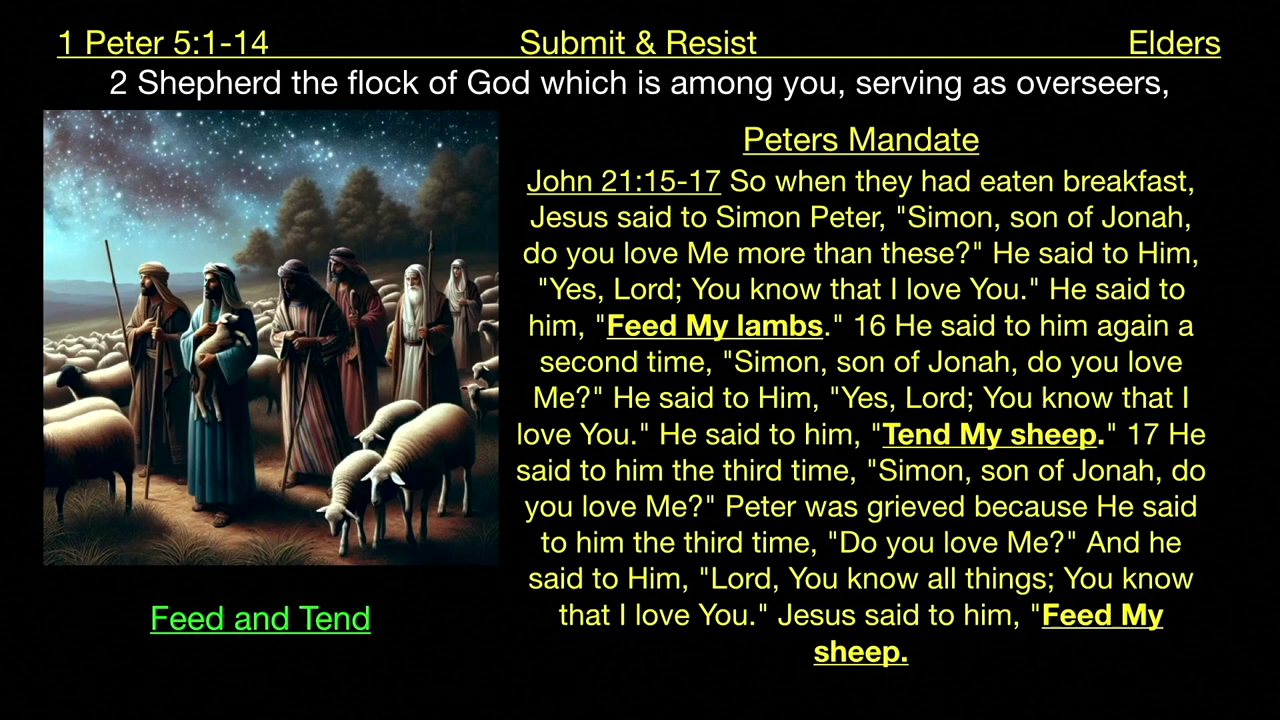 1 Peter 5:1-14 Submit & Resist Elders
2 Shepherd the flock of God which is among you, serving as overseers,
Peters Mandate
John 21:15-17 So when they had eaten breakfast,
Jesus said to Simon Peter, "Simon, son of Jonah,
do you love Me more than these?" He said to Him,
"Yes, Lord; You know that I love You." He said to
him, "Feed My lambs." 16 He said to him again a
second time, "Simon, son of Jonah, do you love
Me?" He said to Him, "Yes, Lord; You know that I
love You." He said to him, "Tend My sheep." 17 He
said to him the third time, "Simon, son of Jonah, do
you love Me?" Peter was grieved because He said
to him the third time, "Do you love Me?" And he
said to Him, "Lord, You know all things; You know
that I love You." Jesus said to him, "Feed My
sheep.
Feed and Tend